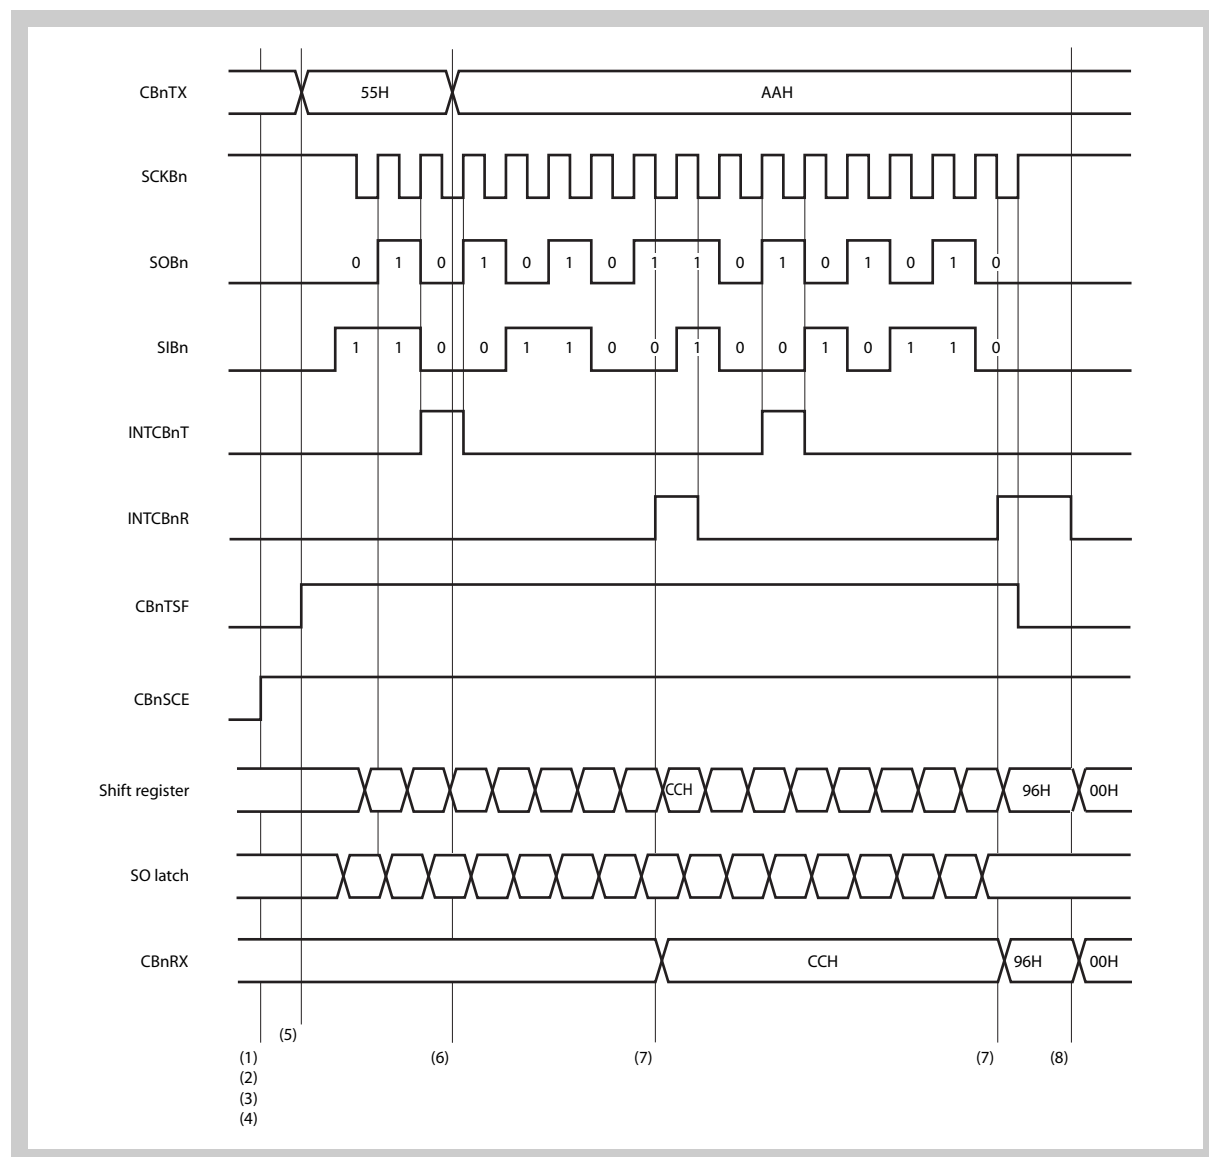 CBnTX 55H AAH
SCKBn
SOBn 0 1 0 1 0 1 0 1 1 0 1 0 1 0 1 0
SIBn 1 1 0 0 1 1 0 0 1 0 0 1 0 1 1 0
INTCBnT
INTCBnR
CBnTSF
CBnSCE
Shift register CCH 96H 00H
SO latch
CBnRX CCH 96H 00H
(5)
(1) (6) (7) (7) (8)
(2)
(3)
(4)